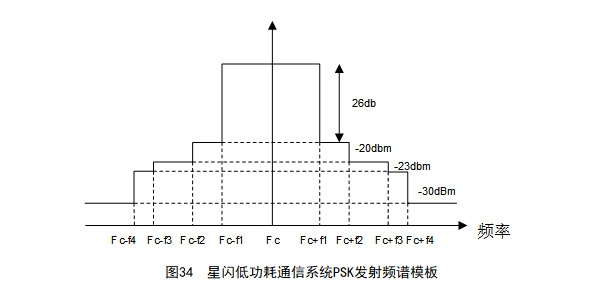 26db
-20dbm
-23dbm
-30dBm
Fc-f4 Fc-f3 Fc-f2 Fc-f1 Fc Fc+f1 Fc+f2 Fc+f3 Fc+f4
频率
图34 星闪低功耗通信系统PSK发射频谱模板